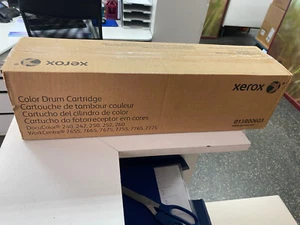 xerox
xerox
Color Drum Cartridge
Cartouche de tambour couleur
Cartucho del cilindro de color
Cartucho do fotorreceptor em cores
DocuColor® 240, 242, 250, 252, 260
WorkCentre® 7655, 7665, 7675, 7755, 7765, 7775
013R00603